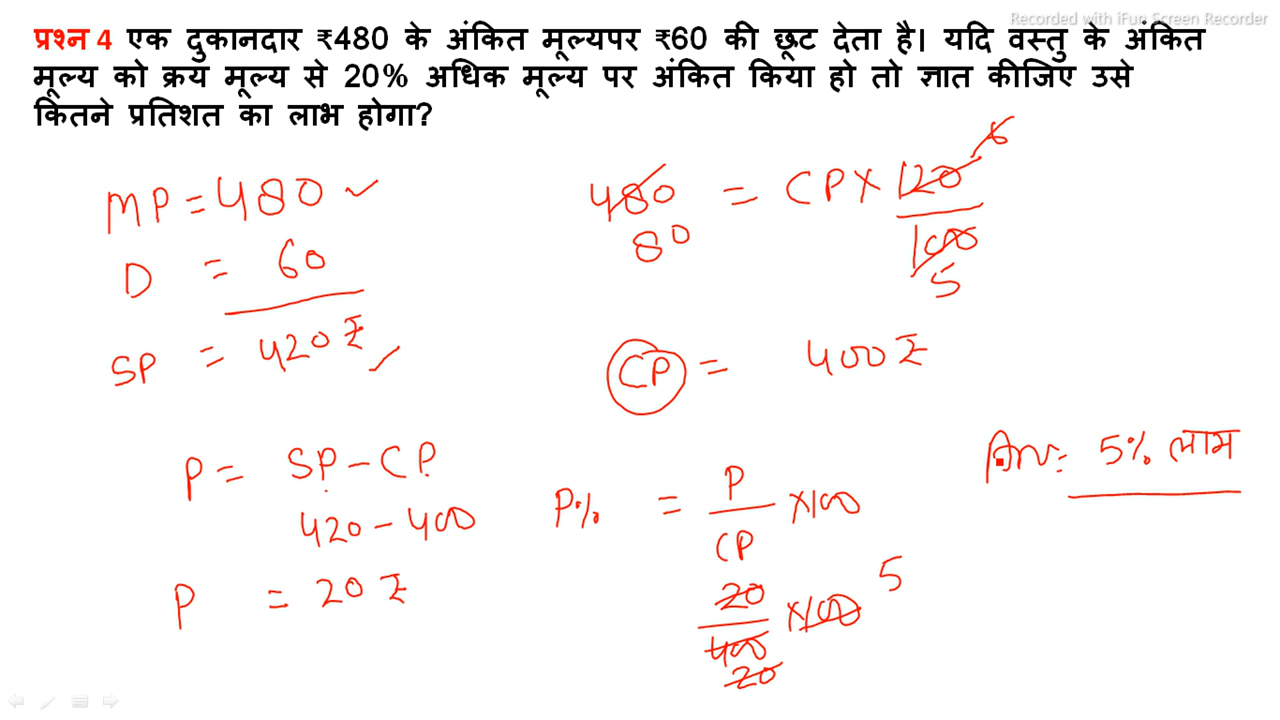 Recorded with iFun Screen Recorder
प्रश्न 4 एक दुकानदार ₹480 के अंकित मूल्यपर ₹60 की छूट देता है। यदि वस्तु के अंकित
मूल्य को क्रय मूल्य से 20% अधिक मूल्य पर अंकित किया हो तो ज्ञात कीजिए उसे
कितने प्रतिशत का लाभ होगा?
MP = 480 ✓
D = 60
SP = 420 ₹ ✓
P = SP - CP
420 - 400
P = 20 ₹
6
480 = CP × 120
80
100
5
CP = 400 ₹
P% = P × 100
CP
20 × 100 5
400
20
Ans: 5% लाभ